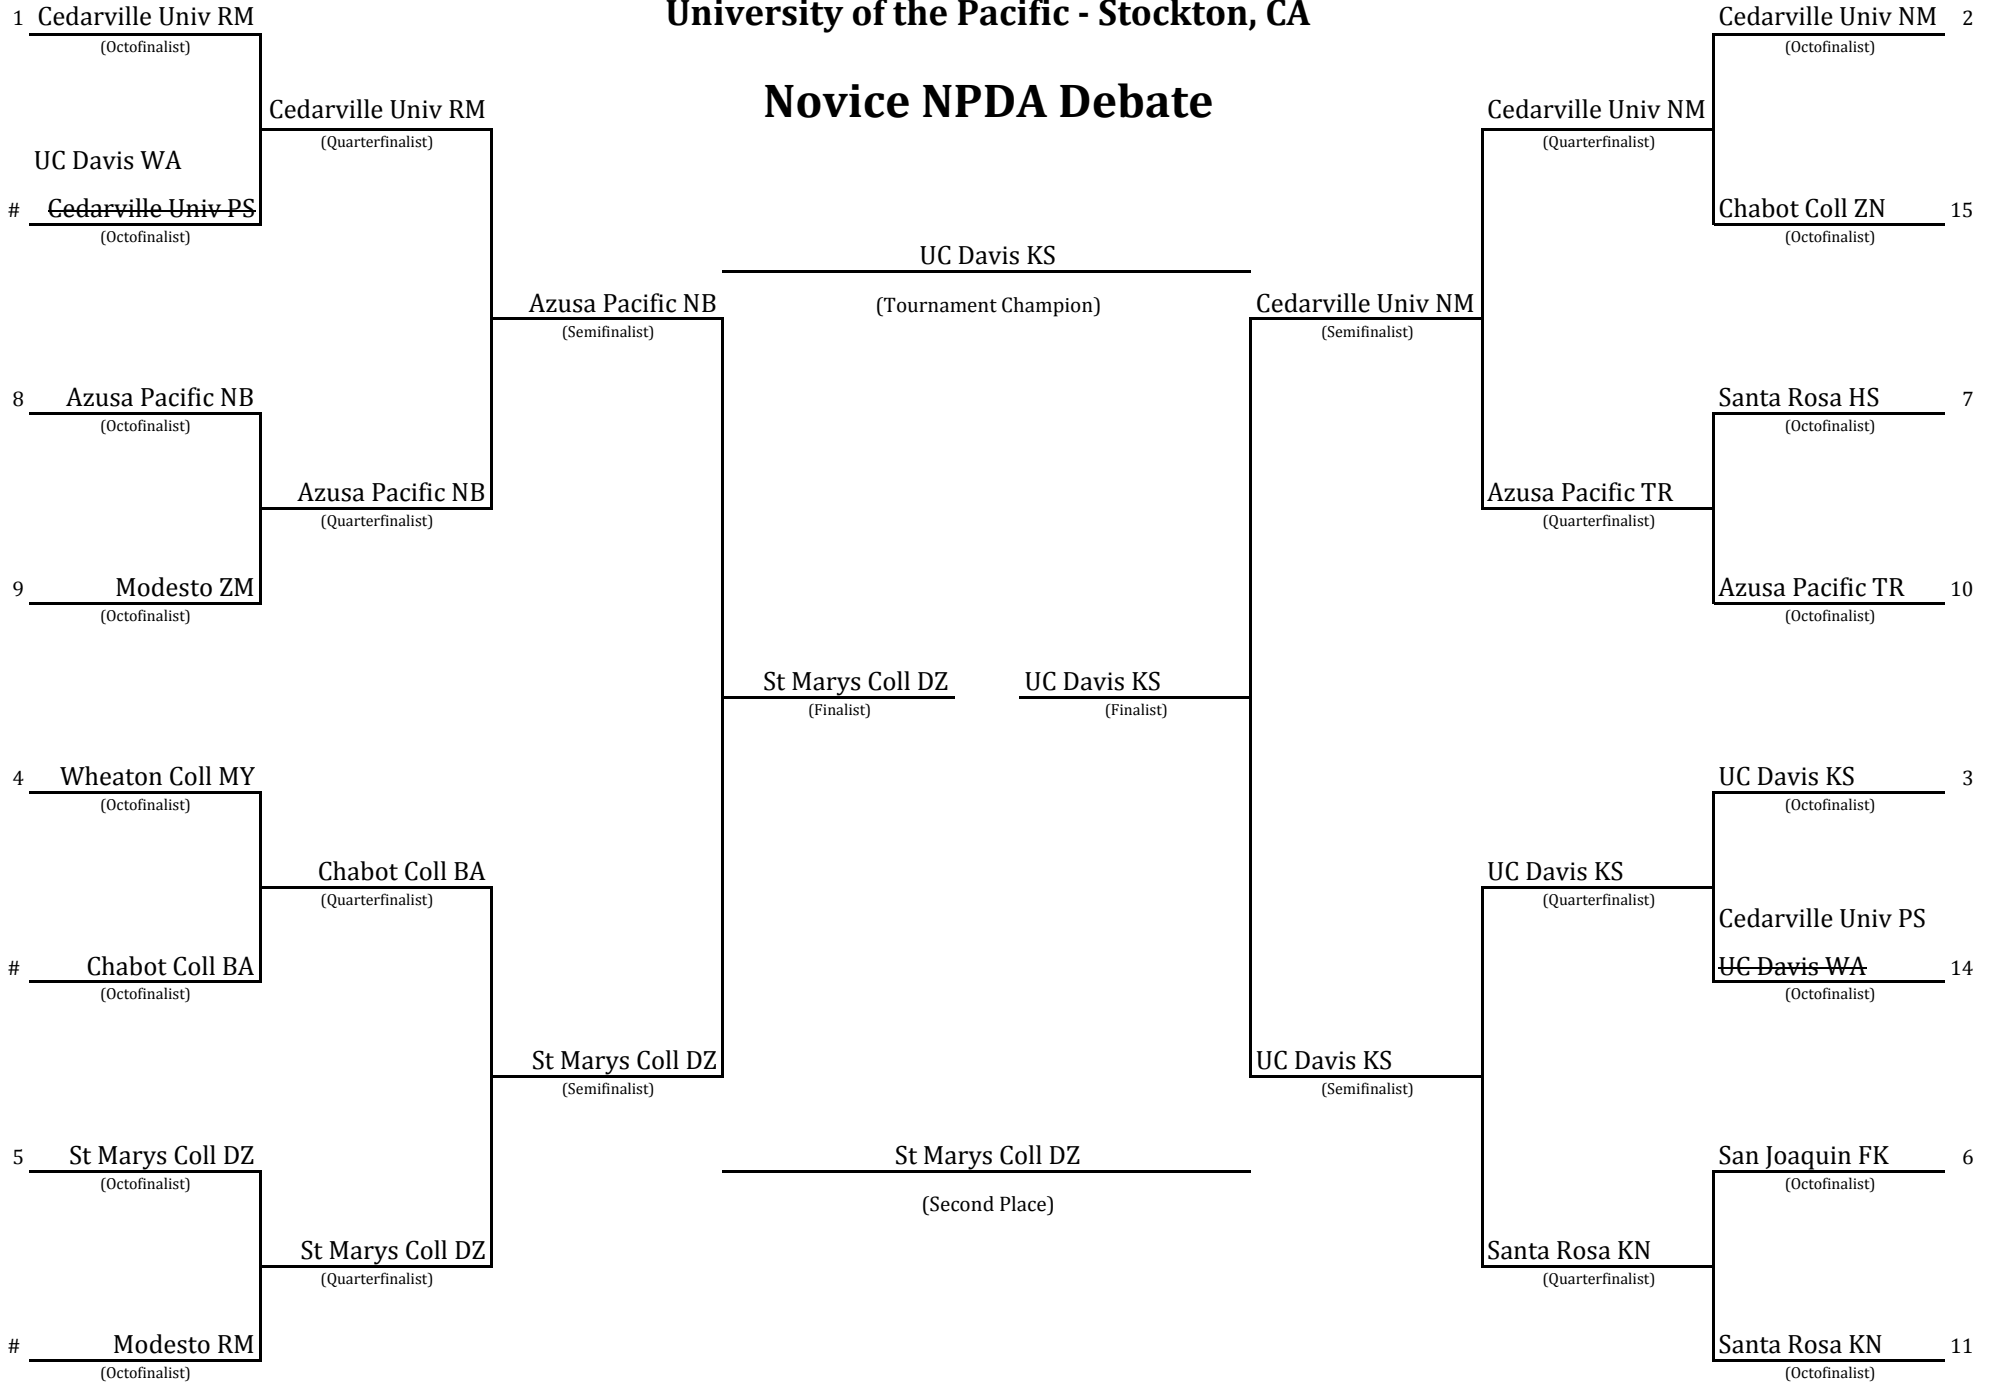 University of the Pacific - Stockton, CA
Novice NPDA Debate
1 Cedarville Univ RM
(Octofinalist)
Cedarville Univ RM
(Quarterfinalist)
UC Davis WA
# Cedarville Univ PS
(Octofinalist)
Azusa Pacific NB
(Semifinalist)
8 Azusa Pacific NB
(Octofinalist)
Azusa Pacific NB
(Quarterfinalist)
9 Modesto ZM
(Octofinalist)
St Marys Coll DZ
(Finalist)
4 Wheaton Coll MY
(Octofinalist)
Chabot Coll BA
(Quarterfinalist)
# Chabot Coll BA
(Octofinalist)
St Marys Coll DZ
(Semifinalist)
5 St Marys Coll DZ
(Octofinalist)
St Marys Coll DZ
(Quarterfinalist)
# Modesto RM
(Octofinalist)
UC Davis KS
(Tournament Champion)
St Marys Coll DZ
(Second Place)
Cedarville Univ NM 2
(Octofinalist)
Cedarville Univ NM
(Quarterfinalist)
Chabot Coll ZN 15
(Octofinalist)
Cedarville Univ NM
(Semifinalist)
Santa Rosa HS 7
(Octofinalist)
Azusa Pacific TR
(Quarterfinalist)
Azusa Pacific TR 10
(Octofinalist)
UC Davis KS
(Finalist)
UC Davis KS 3
(Octofinalist)
UC Davis KS
(Quarterfinalist)
Cedarville Univ PS
UC Davis WA 14
(Octofinalist)
UC Davis KS
(Semifinalist)
San Joaquin FK 6
(Octofinalist)
Santa Rosa KN
(Quarterfinalist)
Santa Rosa KN 11
(Octofinalist)